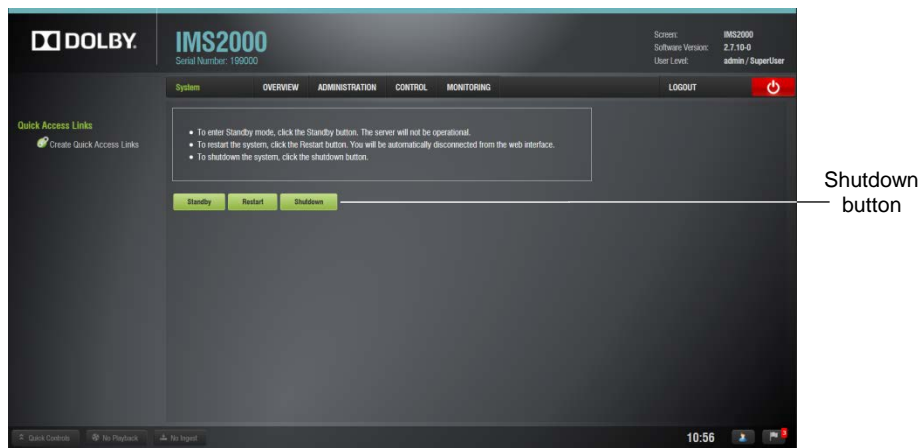 DOLBY.
IMS2000
Serial Number: 199000
Screen: IMS2000
Software Version: 2.7.10-0
User Level: admin / SuperUser
System OVERVIEW ADMINISTRATION CONTROL MONITORING LOGOUT
Quick Access Links
Create Quick Access Links
• To enter Standby mode, click the Standby button. The server will not be operational.
• To restart the system, click the Restart button. You will be automatically disconnected from the web interface.
• To shutdown the system, click the shutdown button.
Standby Restart Shutdown
Shutdown
button
Quick Controls No Playback No Ingest 10:56